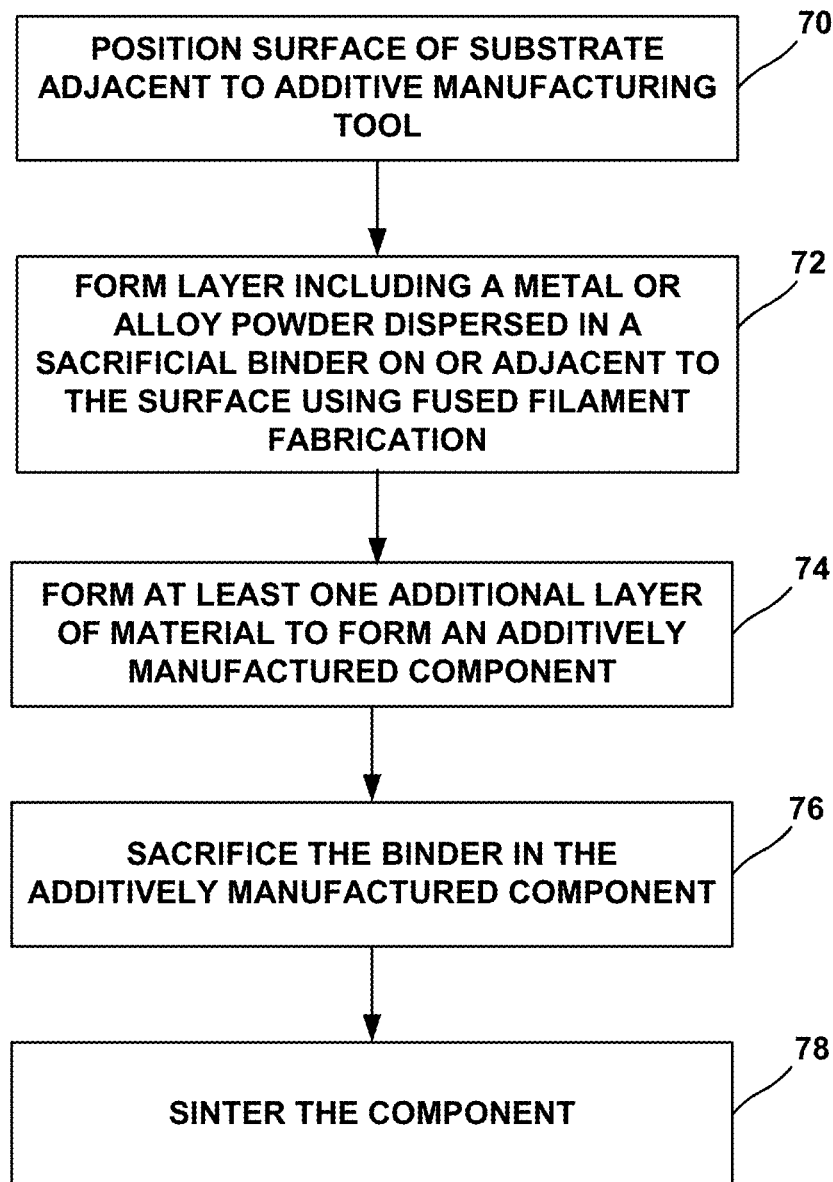 70
POSITION SURFACE OF SUBSTRATE
ADJACENT TO ADDITIVE MANUFACTURING
TOOL
72
FORM LAYER INCLUDING A METAL OR
ALLOY POWDER DISPERSED IN A
SACRIFICIAL BINDER ON OR ADJACENT TO
THE SURFACE USING FUSED FILAMENT
FABRICATION
74
FORM AT LEAST ONE ADDITIONAL LAYER
OF MATERIAL TO FORM AN ADDITIVELY
MANUFACTURED COMPONENT
76
SACRIFICE THE BINDER IN THE
ADDITIVELY MANUFACTURED COMPONENT
78
SINTER THE COMPONENT